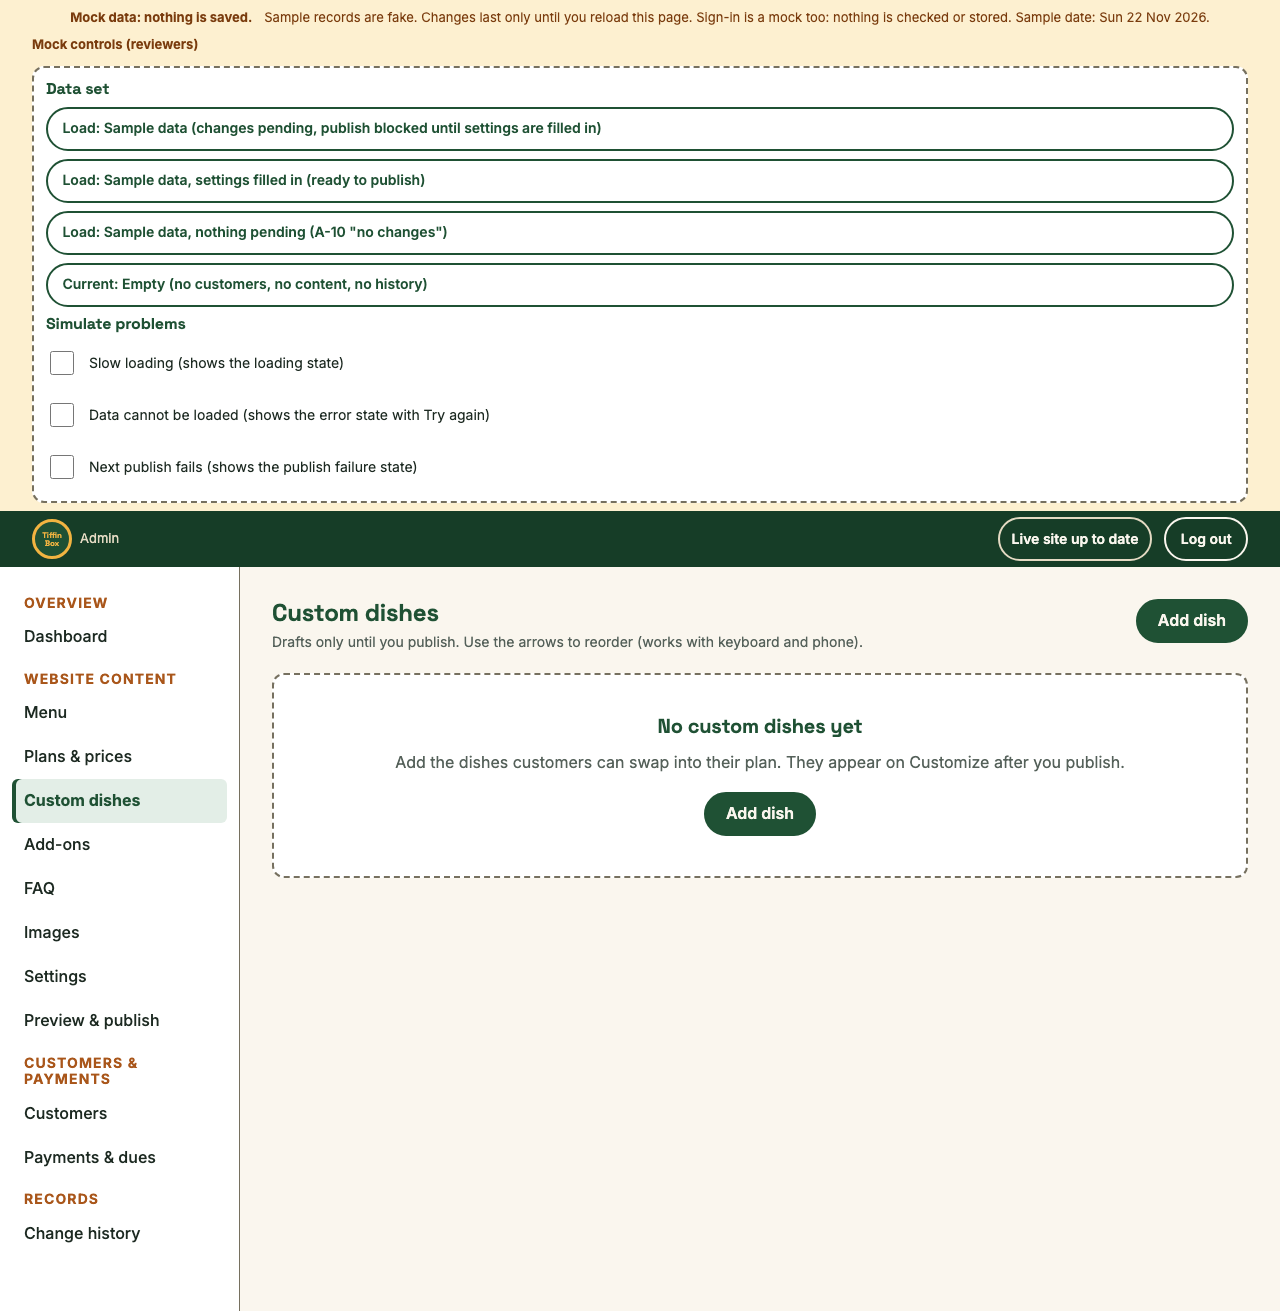 Mock data: nothing is saved. Sample records are fake. Changes last only until you reload this page. Sign-in is a mock too: nothing is checked or stored. Sample date: Sun 22 Nov 2026.
Mock controls (reviewers)
Data set
Load: Sample data (changes pending, publish blocked until settings are filled in)
Load: Sample data, settings filled in (ready to publish)
Load: Sample data, nothing pending (A-10 "no changes")
Current: Empty (no customers, no content, no history)
Simulate problems
Slow loading (shows the loading state)
Data cannot be loaded (shows the error state with Try again)
Next publish fails (shows the publish failure state)
Tiffin
Box
Admin
Live site up to date
Log out
OVERVIEW
Dashboard
WEBSITE CONTENT
Menu
Plans & prices
Custom dishes
Add-ons
FAQ
Images
Settings
Preview & publish
CUSTOMERS &
PAYMENTS
Customers
Payments & dues
RECORDS
Change history
Custom dishes
Drafts only until you publish. Use the arrows to reorder (works with keyboard and phone).
Add dish
No custom dishes yet
Add the dishes customers can swap into their plan. They appear on Customize after you publish.
Add dish